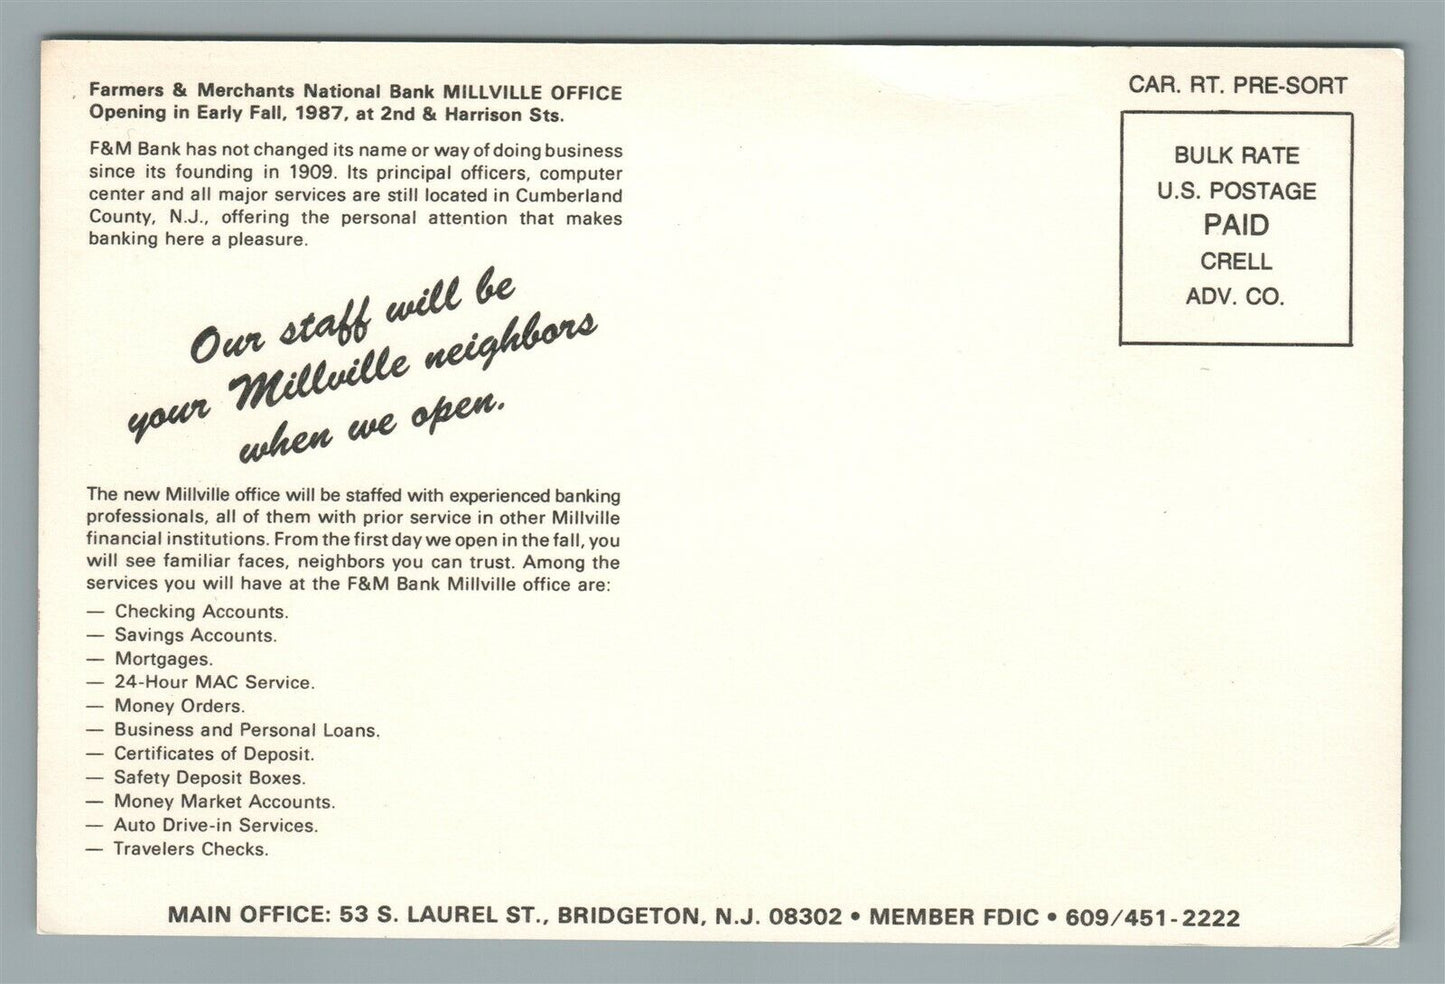 Farmers & Merchants National Bank MILLVILLE OFFICE
Opening in Early Fall, 1987, at 2nd & Harrison Sts.
F&M Bank has not changed its name or way of doing business
since its founding in 1909. Its principal officers, computer
center and all major services are still located in Cumberland
County, N.J., offering the personal attention that makes
banking here a pleasure.
Our staff will be
your Millville neighbors
when we open.
The new Millville office will be staffed with experienced banking
professionals, all of them with prior service in other Millville
financial institutions. From the first day we open in the fall, you
will see familiar faces, neighbors you can trust. Among the
services you will have at the F&M Bank Millville office are:
— Checking Accounts.
— Savings Accounts.
— Mortgages.
— 24-Hour MAC Service.
— Money Orders.
— Business and Personal Loans.
— Certificates of Deposit.
— Safety Deposit Boxes.
— Money Market Accounts.
— Auto Drive-in Services.
— Travelers Checks.
CAR. RT. PRE-SORT
BULK RATE
U.S. POSTAGE
PAID
CRELL
ADV. CO.
MAIN OFFICE: 53 S. LAUREL ST., BRIDGETON, N.J. 08302 • MEMBER FDIC • 609/451-2222